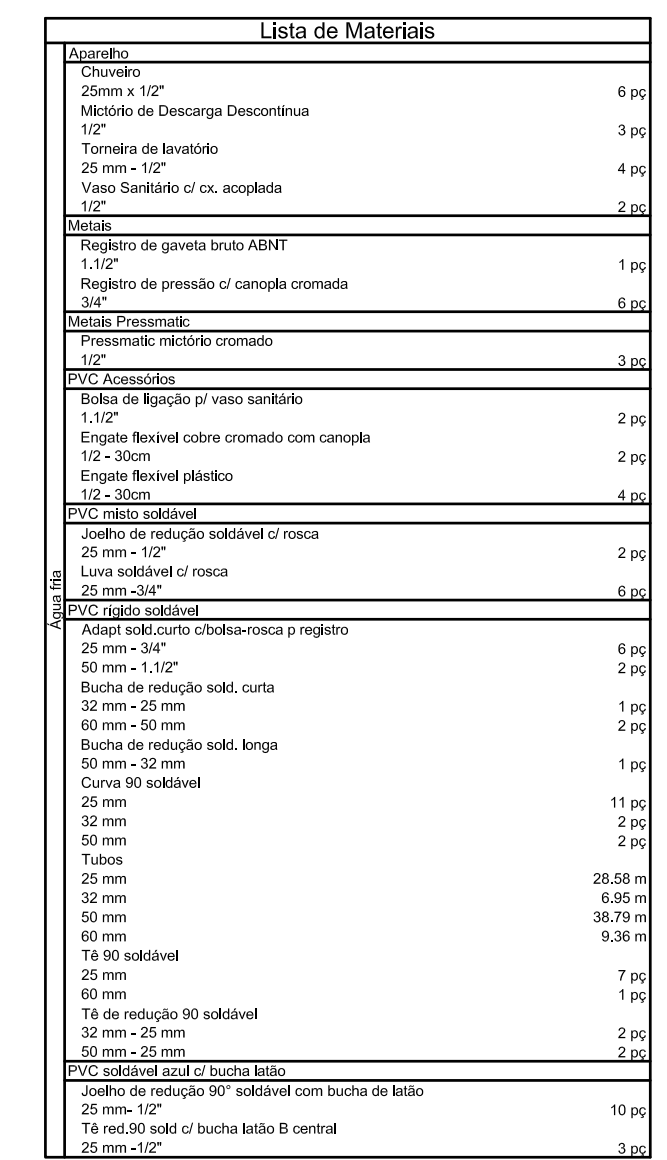 Lista de Materiais
Água fria
Aparelho
Chuveiro
25mm x 1/2" 6 pç
Mictório de Descarga Descontínua
1/2" 3 pç
Torneira de lavatório
25 mm - 1/2" 4 pç
Vaso Sanitário c/ cx. acoplada
1/2" 2 pç
Metais
Registro de gaveta bruto ABNT
1.1/2" 1 pç
Registro de pressão c/ canopla cromada
3/4" 6 pç
Metais Pressmatic
Pressmatic mictório cromado
1/2" 3 pç
PVC Acessórios
Bolsa de ligação p/ vaso sanitário
1.1/2" 2 pç
Engate flexível cobre cromado com canopla
1/2 - 30cm 2 pç
Engate flexível plástico
1/2 - 30cm 4 pç
PVC misto soldável
Joelho de redução soldável c/ rosca
25 mm - 1/2" 2 pç
Luva soldável c/ rosca
25 mm -3/4" 6 pç
PVC rígido soldável
Adapt sold.curto c/bolsa-rosca p registro
25 mm - 3/4" 6 pç
50 mm - 1.1/2" 2 pç
Bucha de redução sold. curta
32 mm - 25 mm 1 pç
60 mm - 50 mm 2 pç
Bucha de redução sold. longa
50 mm - 32 mm 1 pç
Curva 90 soldável
25 mm 11 pç
32 mm 2 pç
50 mm 2 pç
Tubos
25 mm 28.58 m
32 mm 6.95 m
50 mm 38.79 m
60 mm 9.36 m
Tê 90 soldável
25 mm 7 pç
60 mm 1 pç
Tê de redução 90 soldável
32 mm - 25 mm 2 pç
50 mm - 25 mm 2 pç
PVC soldável azul c/ bucha latão
Joelho de redução 90° soldável com bucha de latão
25 mm- 1/2" 10 pç
Tê red.90 sold c/ bucha latão B central
25 mm -1/2" 3 pç